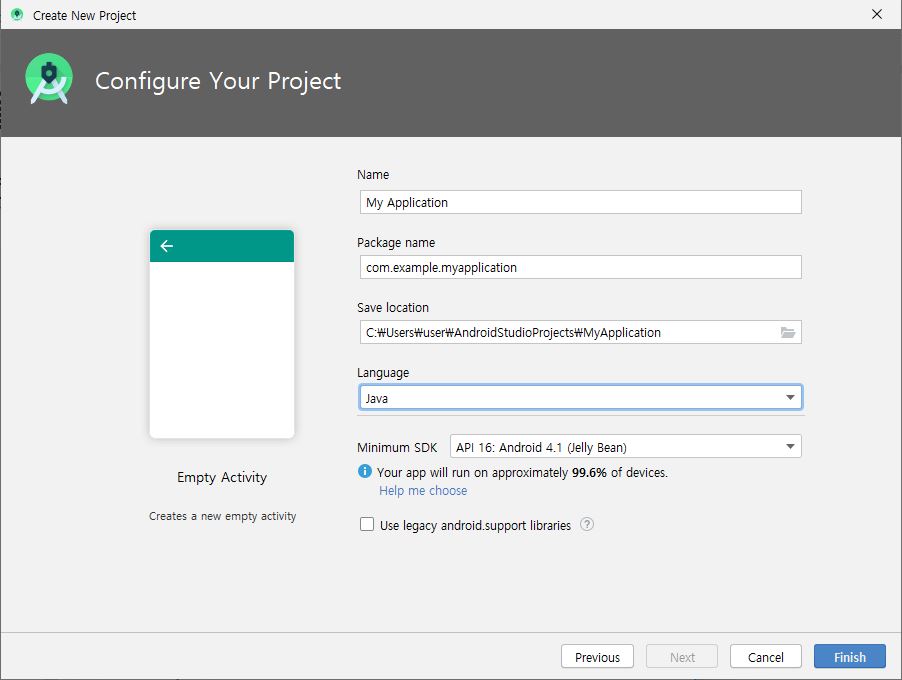 Create New Project
Configure Your Project
Name
My Application
Package name
com.example.myapplication
Save location
C:₩Users₩user₩AndroidStudioProjects₩MyApplication
Language
Java
Minimum SDK
API 16: Android 4.1 (Jelly Bean)
Your app will run on approximately 99.6% of devices.
Help me choose
Use legacy android.support libraries
?
Empty Activity
Creates a new empty activity
Previous
Next
Cancel
Finish